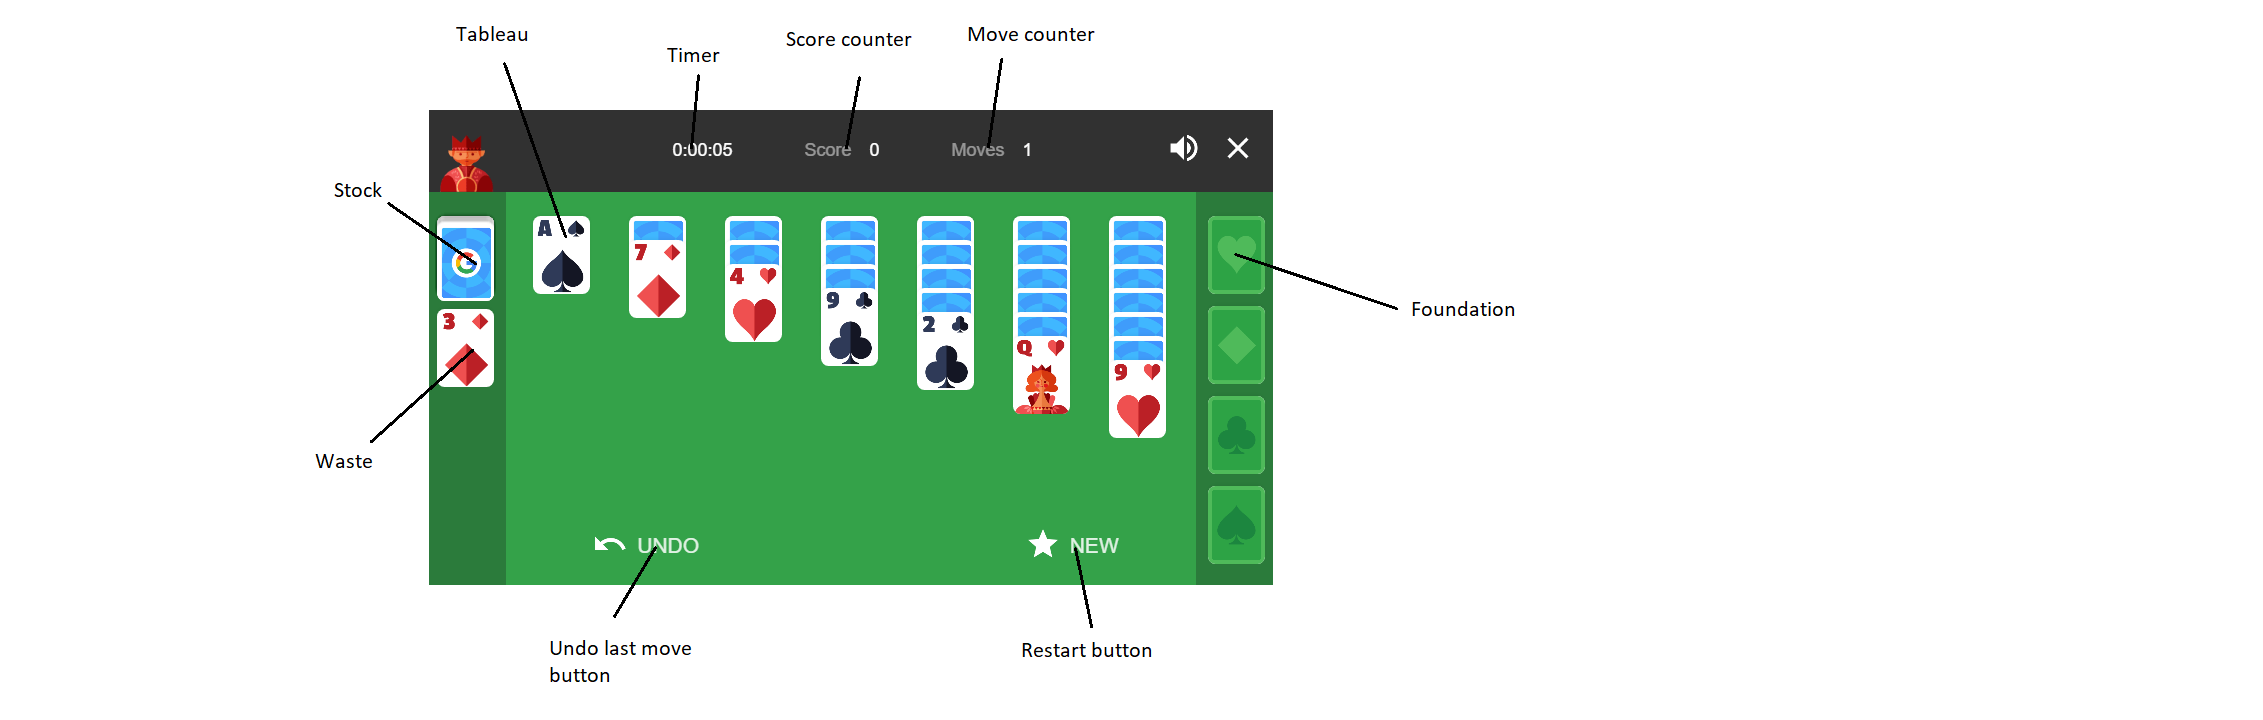 Tableau
Timer
Score counter
Move counter
0:00:05 Score 0 Moves 1
Stock
A
7
4
9
2
Q
9
G
3
Foundation
Waste
UNDO
NEW
Undo last move
button
Restart button